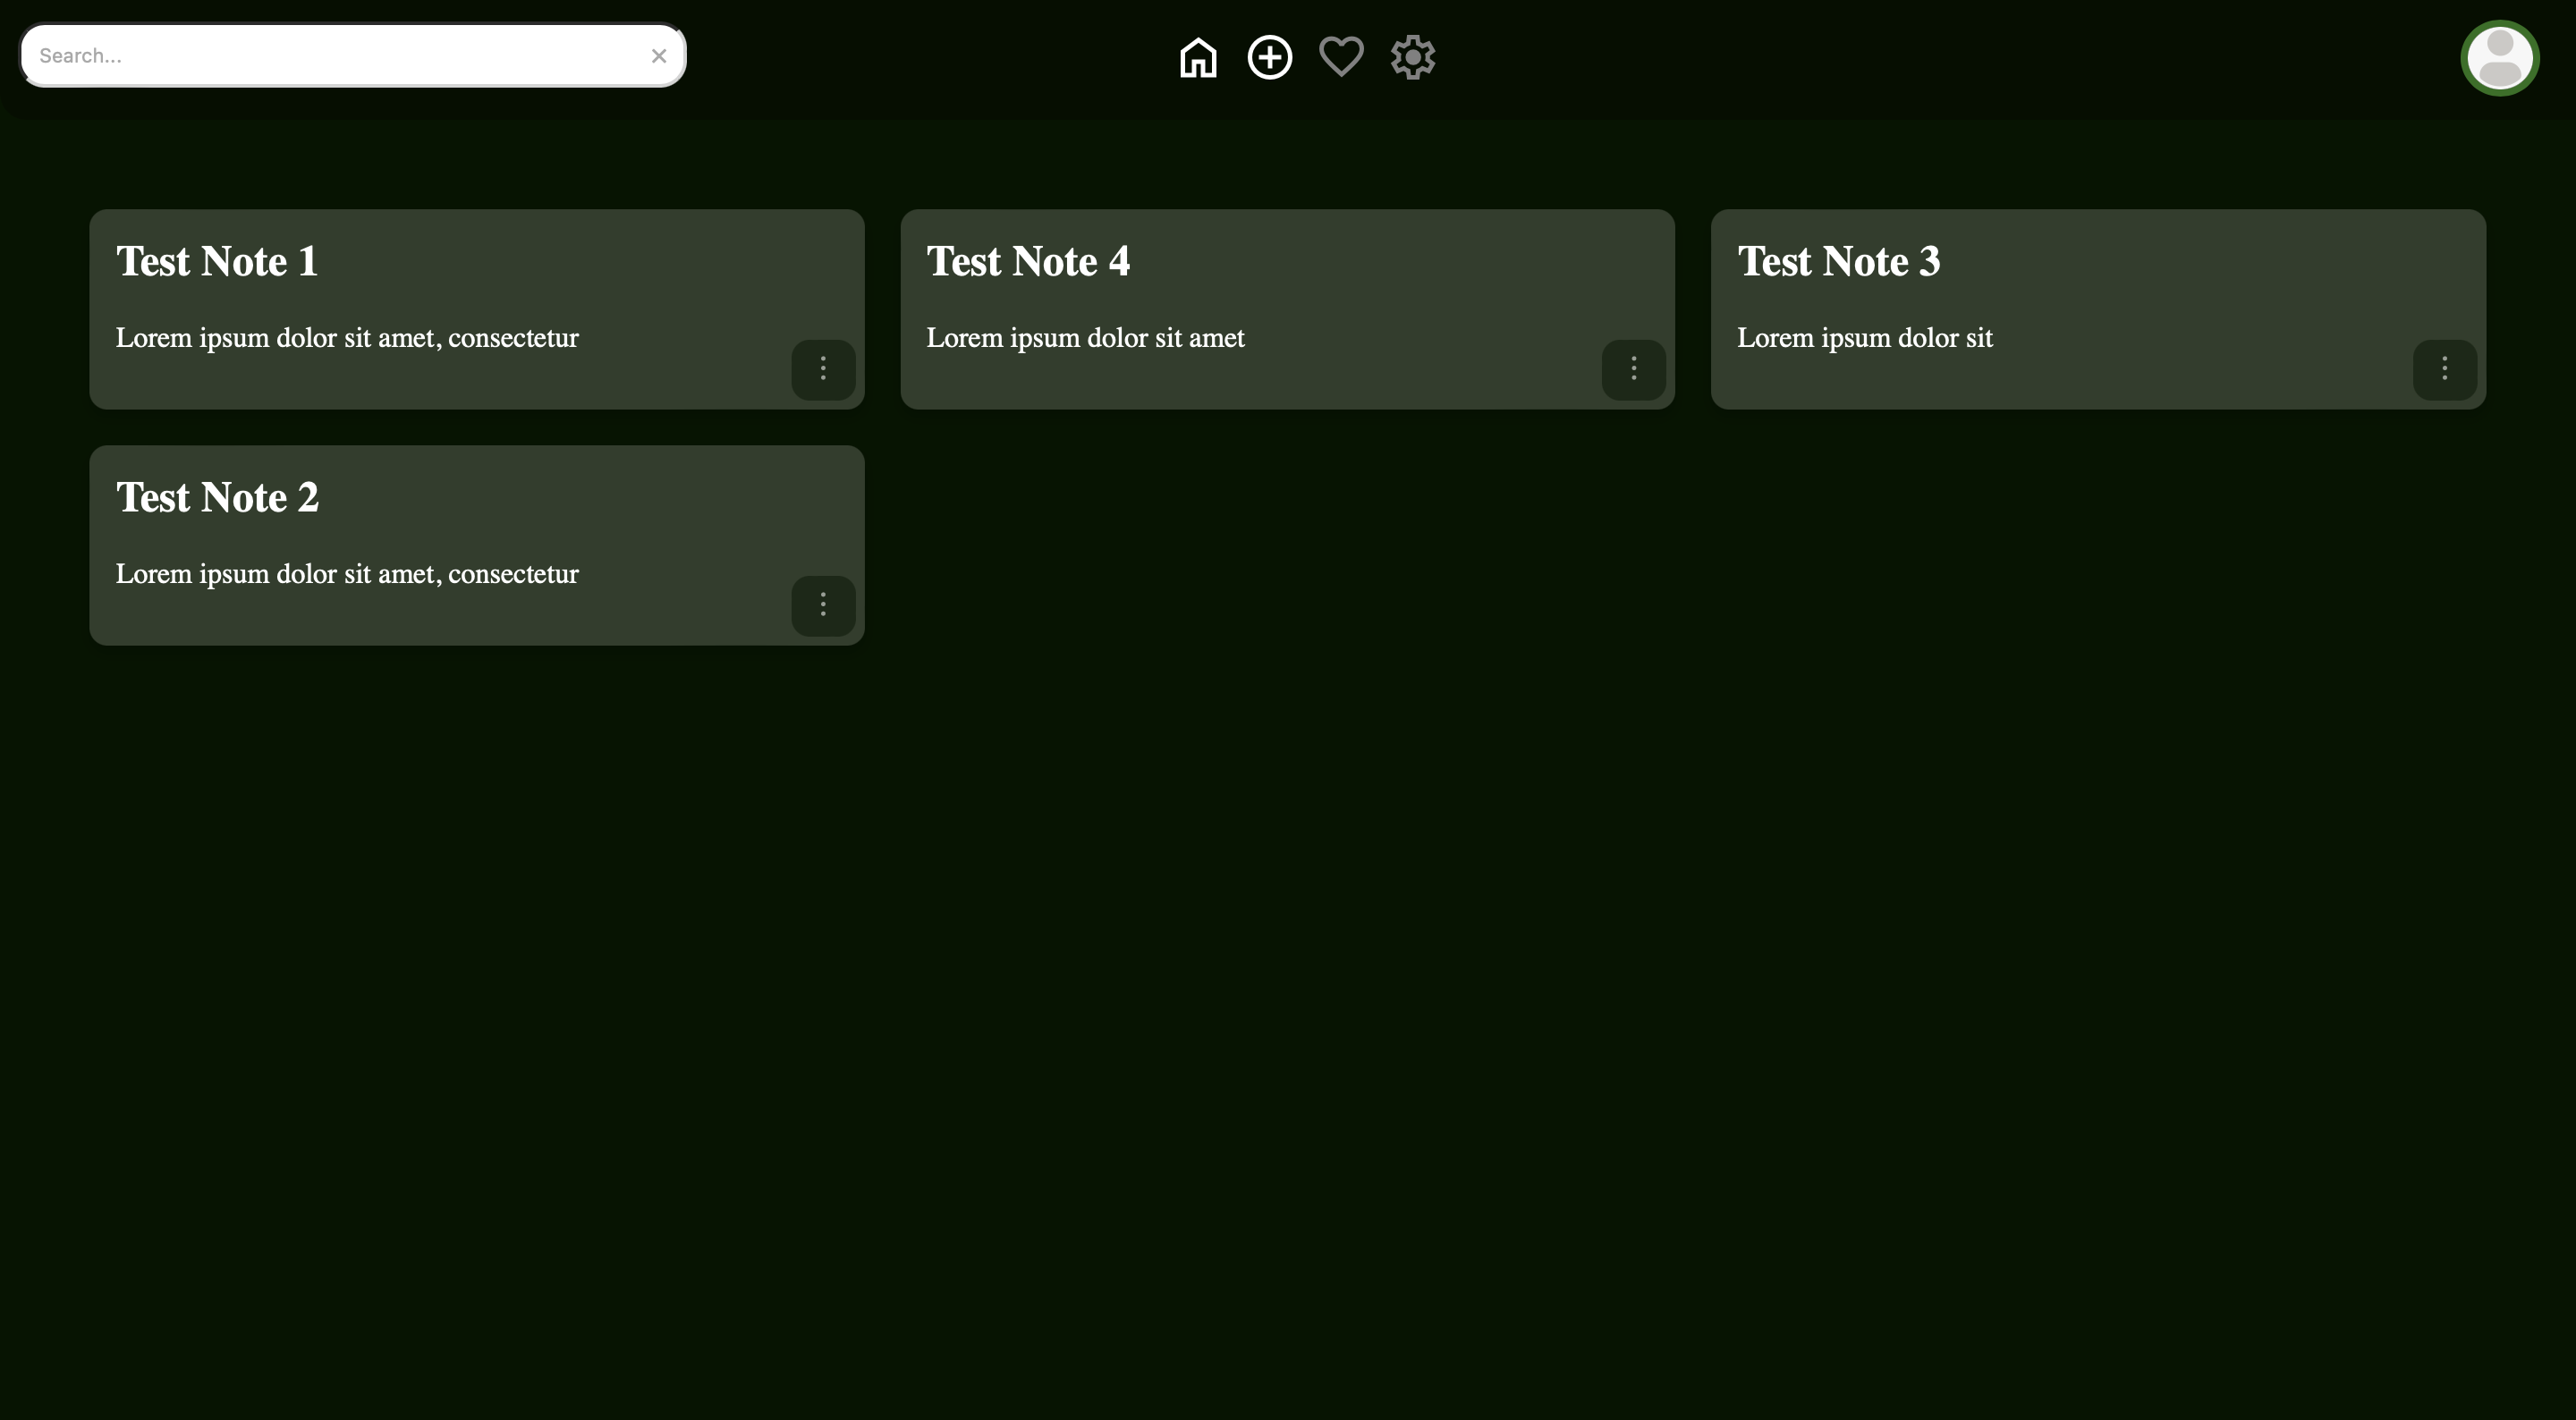 Search...
Test Note 1
Lorem ipsum dolor sit amet, consectetur
Test Note 4
Lorem ipsum dolor sit amet
Test Note 3
Lorem ipsum dolor sit
Test Note 2
Lorem ipsum dolor sit amet, consectetur